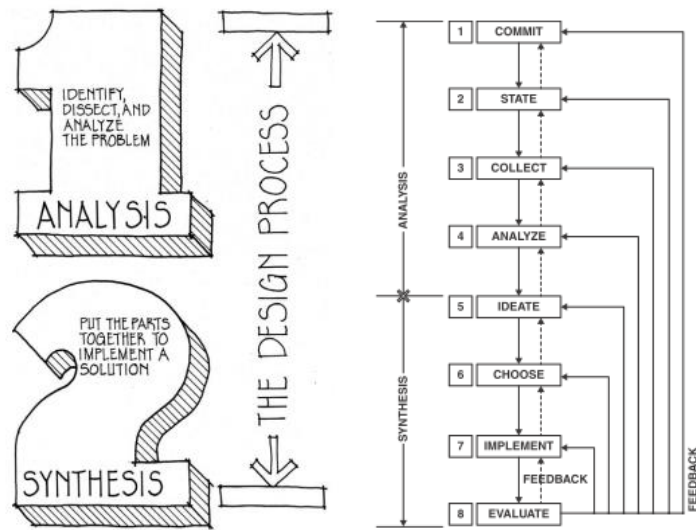 1
IDENTIFY,
DISSECT, AND
ANALYZE
THE PROBLEM
ANALYSIS
2
PUT THE PARTS
TOGETHER TO
IMPLEMENT A
SOLUTION
SYNTHESIS
THE DESIGN PROCESS
ANALYSIS
SYNTHESIS
1 COMMIT
2 STATE
3 COLLECT
4 ANALYZE
5 IDEATE
6 CHOOSE
7 IMPLEMENT
FEEDBACK
8 EVALUATE
FEEDBACK